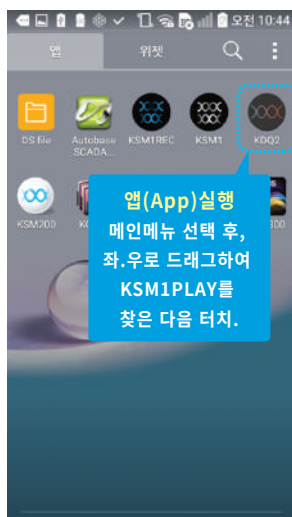 오전 10:44
앱
위젯
DS file
Autobase SCADA...
KSM1REC
KSM1
KDQ2
KSM200
앱(App)실행
메인메뉴 선택 후,
좌.우로 드래그하여
KSM1PLAY를
찾은 다음 터치.